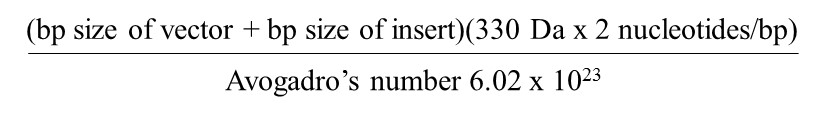 (bp size of vector + bp size of insert)(330 Da x 2 nucleotides/bp)
Avogadro’s number 6.02 x 10²³